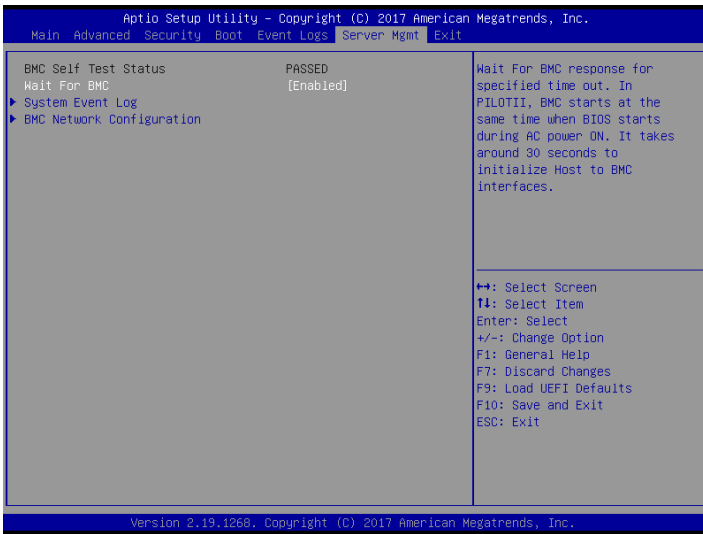 Aptio Setup Utility – Copyright (C) 2017 American Megatrends, Inc.
Main Advanced Security Boot Event Logs Server Mgmt Exit
BMC Self Test Status PASSED
Wait For BMC [Enabled]
System Event Log
BMC Network Configuration
Wait For BMC response for
specified time out. In
PILOTII, BMC starts at the
same time when BIOS starts
during AC power ON. It takes
around 30 seconds to
initialize Host to BMC
interfaces.
↔: Select Screen
↑↓: Select Item
Enter: Select
+/-: Change Option
F1: General Help
F7: Discard Changes
F9: Load UEFI Defaults
F10: Save and Exit
ESC: Exit
Version 2.19.1268. Copyright (C) 2017 American Megatrends, Inc.